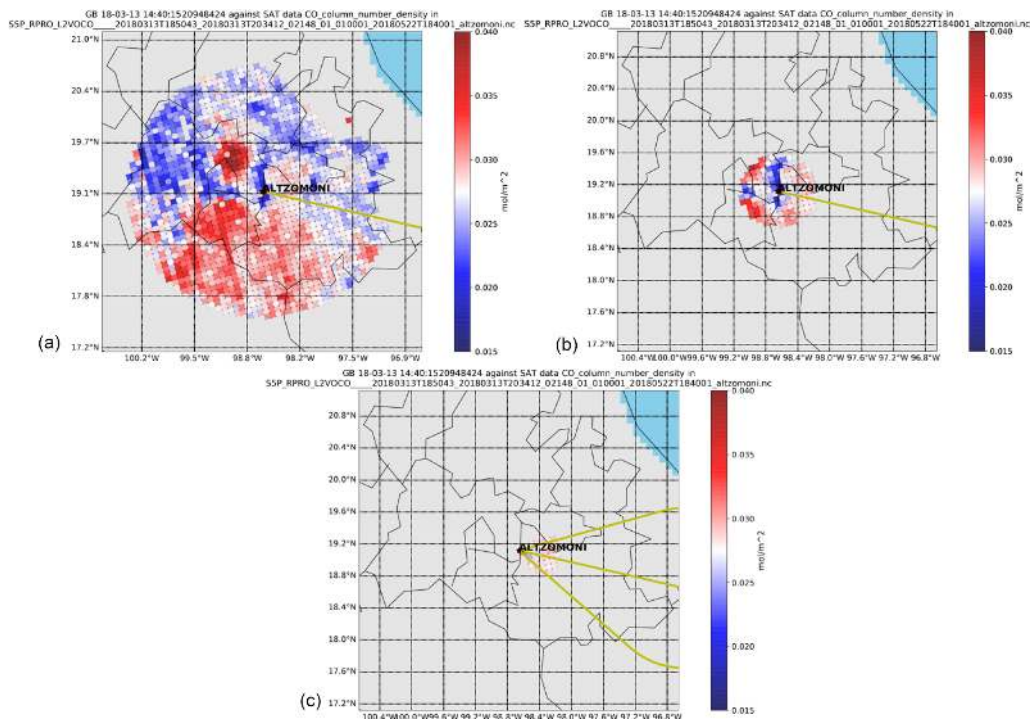 GB 18-03-13 14:40:1520948424 against SAT data CO_column_number_density in
S5P_RPRO_L2VOCO____20180313T185043_20180313T203412_02148_01_010001_20180522T184001_altzomoni.nc
21.0°N
20.4°N
19.7°N
19.1°N
18.4°N
17.8°N
17.2°N
100.2°W 99.5°W 98.8°W 98.2°W 97.5°W 96.9°W
ALTZOMONI
0.040
0.035
0.030
0.025
0.020
0.015
mol/m^2
(a)
GB 18-03-13 14:40:1520948424 against SAT data CO_column_number_density in
S5P_RPRO_L2VOCO____20180313T185043_20180313T203412_02148_01_010001_20180522T184001_altzomoni.nc
20.8°N
20.4°N
20.0°N
19.6°N
19.2°N
18.8°N
18.4°N
18.0°N
17.6°N
17.2°N
100.4°W 100.0°W 99.6°W 99.2°W 98.8°W 98.4°W 98.0°W 97.6°W 97.2°W 96.8°W
ALTZOMONI
0.040
0.035
0.030
0.025
0.020
0.015
mol/m^2
(b)
GB 18-03-13 14:40:1520948424 against SAT data CO_column_number_density in
S5P_RPRO_L2VOCO____20180313T185043_20180313T203412_02148_01_010001_20180522T184001_altzomoni.nc
20.8°N
20.4°N
20.0°N
19.6°N
19.2°N
18.8°N
18.4°N
18.0°N
17.6°N
17.2°N
100.4°W 100.0°W 99.6°W 99.2°W 98.8°W 98.4°W 98.0°W 97.6°W 97.2°W 96.8°W
ALTZOMONI
0.040
0.035
0.030
0.025
0.020
0.015
mol/m^2
(c)